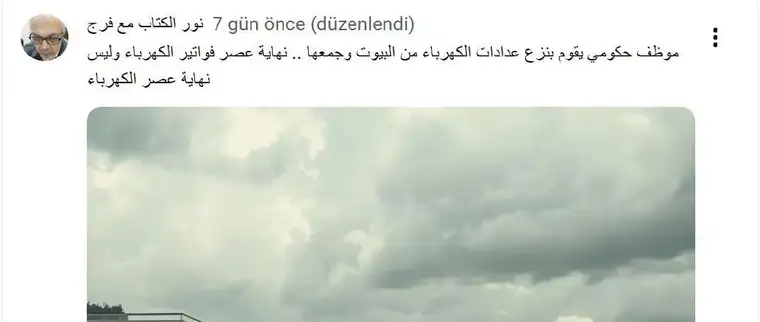 نور الكتاب مع فرج 7 gün önce (düzenlendi)
موظف حكومي يقوم بنزع عدادات الكهرباء من البيوت وجمعها .. نهاية عصر فواتير الكهرباء وليس
نهاية عصر الكهرباء